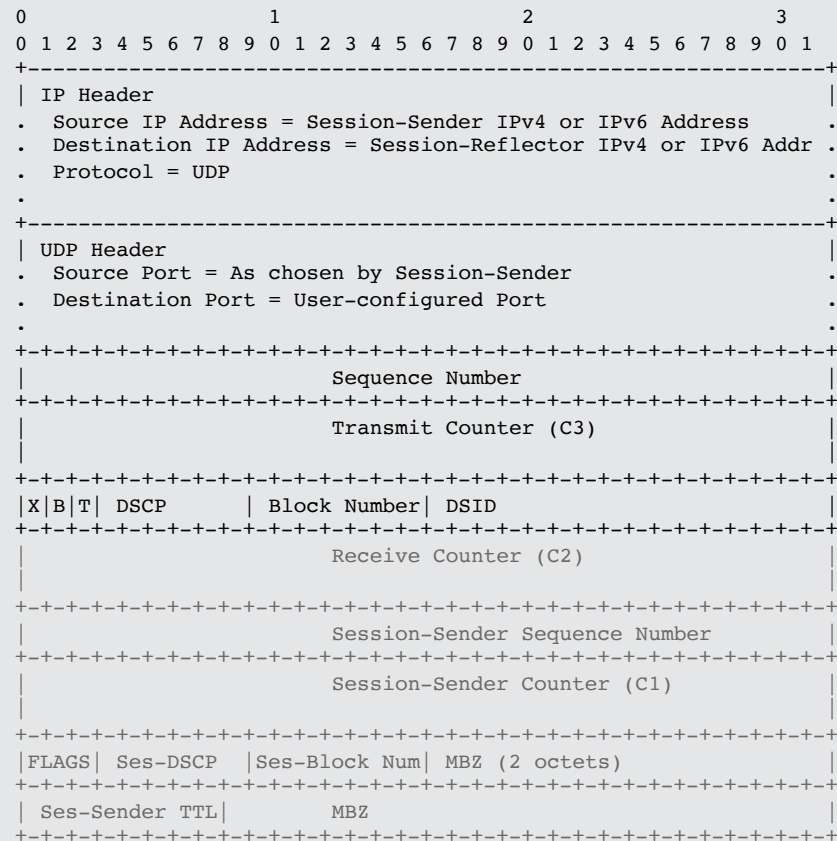 0 1 2 3
0 1 2 3 4 5 6 7 8 9 0 1 2 3 4 5 6 7 8 9 0 1 2 3 4 5 6 7 8 9 0 1
+---------------------------------------------------------------+
| IP Header |
. Source IP Address = Session-Sender IPv4 or IPv6 Address .
. Destination IP Address = Session-Reflector IPv4 or IPv6 Addr .
. Protocol = UDP .
. .
+---------------------------------------------------------------+
| UDP Header |
. Source Port = As chosen by Session-Sender .
. Destination Port = User-configured Port .
. .
+-+-+-+-+-+-+-+-+-+-+-+-+-+-+-+-+-+-+-+-+-+-+-+-+-+-+-+-+-+-+-+-+
| Sequence Number |
+-+-+-+-+-+-+-+-+-+-+-+-+-+-+-+-+-+-+-+-+-+-+-+-+-+-+-+-+-+-+-+-+
| Transmit Counter (C3) |
| |
+-+-+-+-+-+-+-+-+-+-+-+-+-+-+-+-+-+-+-+-+-+-+-+-+-+-+-+-+-+-+-+-+
|X|B|T| DSCP | Block Number| DSID |
+-+-+-+-+-+-+-+-+-+-+-+-+-+-+-+-+-+-+-+-+-+-+-+-+-+-+-+-+-+-+-+-+
| Receive Counter (C2) |
| |
+-+-+-+-+-+-+-+-+-+-+-+-+-+-+-+-+-+-+-+-+-+-+-+-+-+-+-+-+-+-+-+-+
| Session-Sender Sequence Number |
+-+-+-+-+-+-+-+-+-+-+-+-+-+-+-+-+-+-+-+-+-+-+-+-+-+-+-+-+-+-+-+-+
| Session-Sender Counter (C1) |
| |
+-+-+-+-+-+-+-+-+-+-+-+-+-+-+-+-+-+-+-+-+-+-+-+-+-+-+-+-+-+-+-+-+
|FLAGS| Ses-DSCP |Ses-Block Num| MBZ (2 octets) |
+-+-+-+-+-+-+-+-+-+-+-+-+-+-+-+-+-+-+-+-+-+-+-+-+-+-+-+-+-+-+-+-+
| Ses-Sender TTL| MBZ |
+-+-+-+-+-+-+-+-+-+-+-+-+-+-+-+-+-+-+-+-+-+-+-+-+-+-+-+-+-+-+-+-+